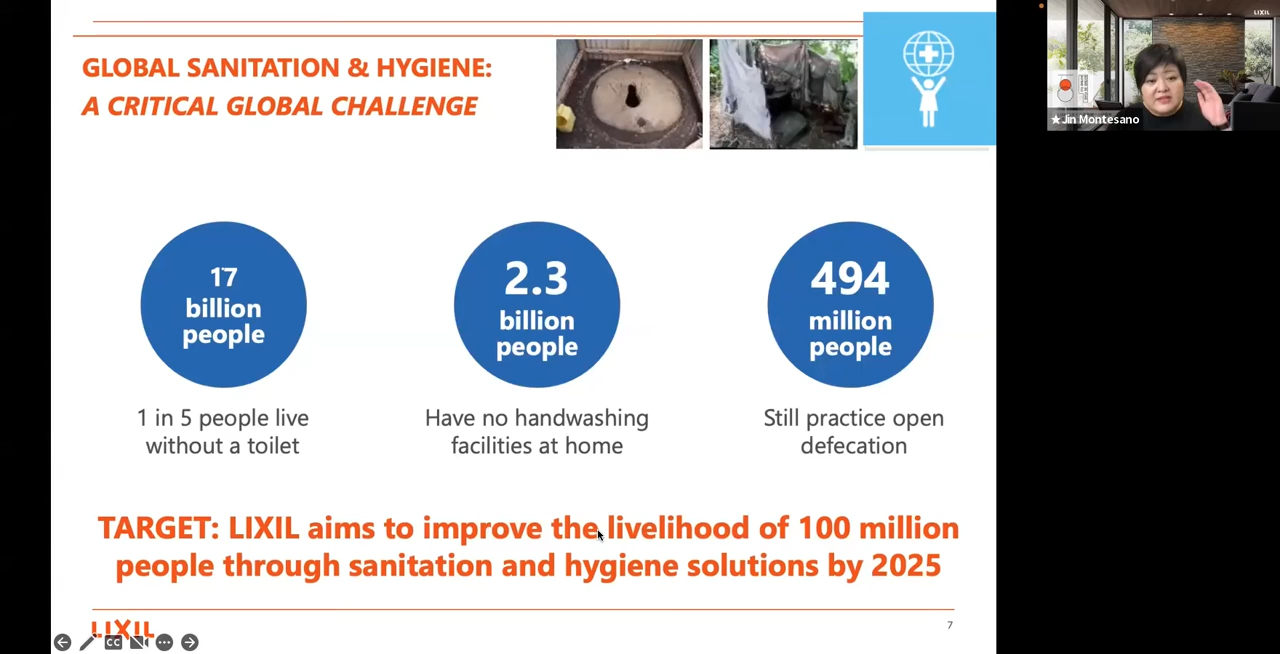 GLOBAL SANITATION & HYGIENE:
A CRITICAL GLOBAL CHALLENGE
17
billion
people
1 in 5 people live
without a toilet
2.3
billion
people
Have no handwashing
facilities at home
494
million
people
Still practice open
defecation
TARGET: LIXIL aims to improve the livelihood of 100 million
people through sanitation and hygiene solutions by 2025
LIXIL
7
CC
LIXIL
★Jin Montesano